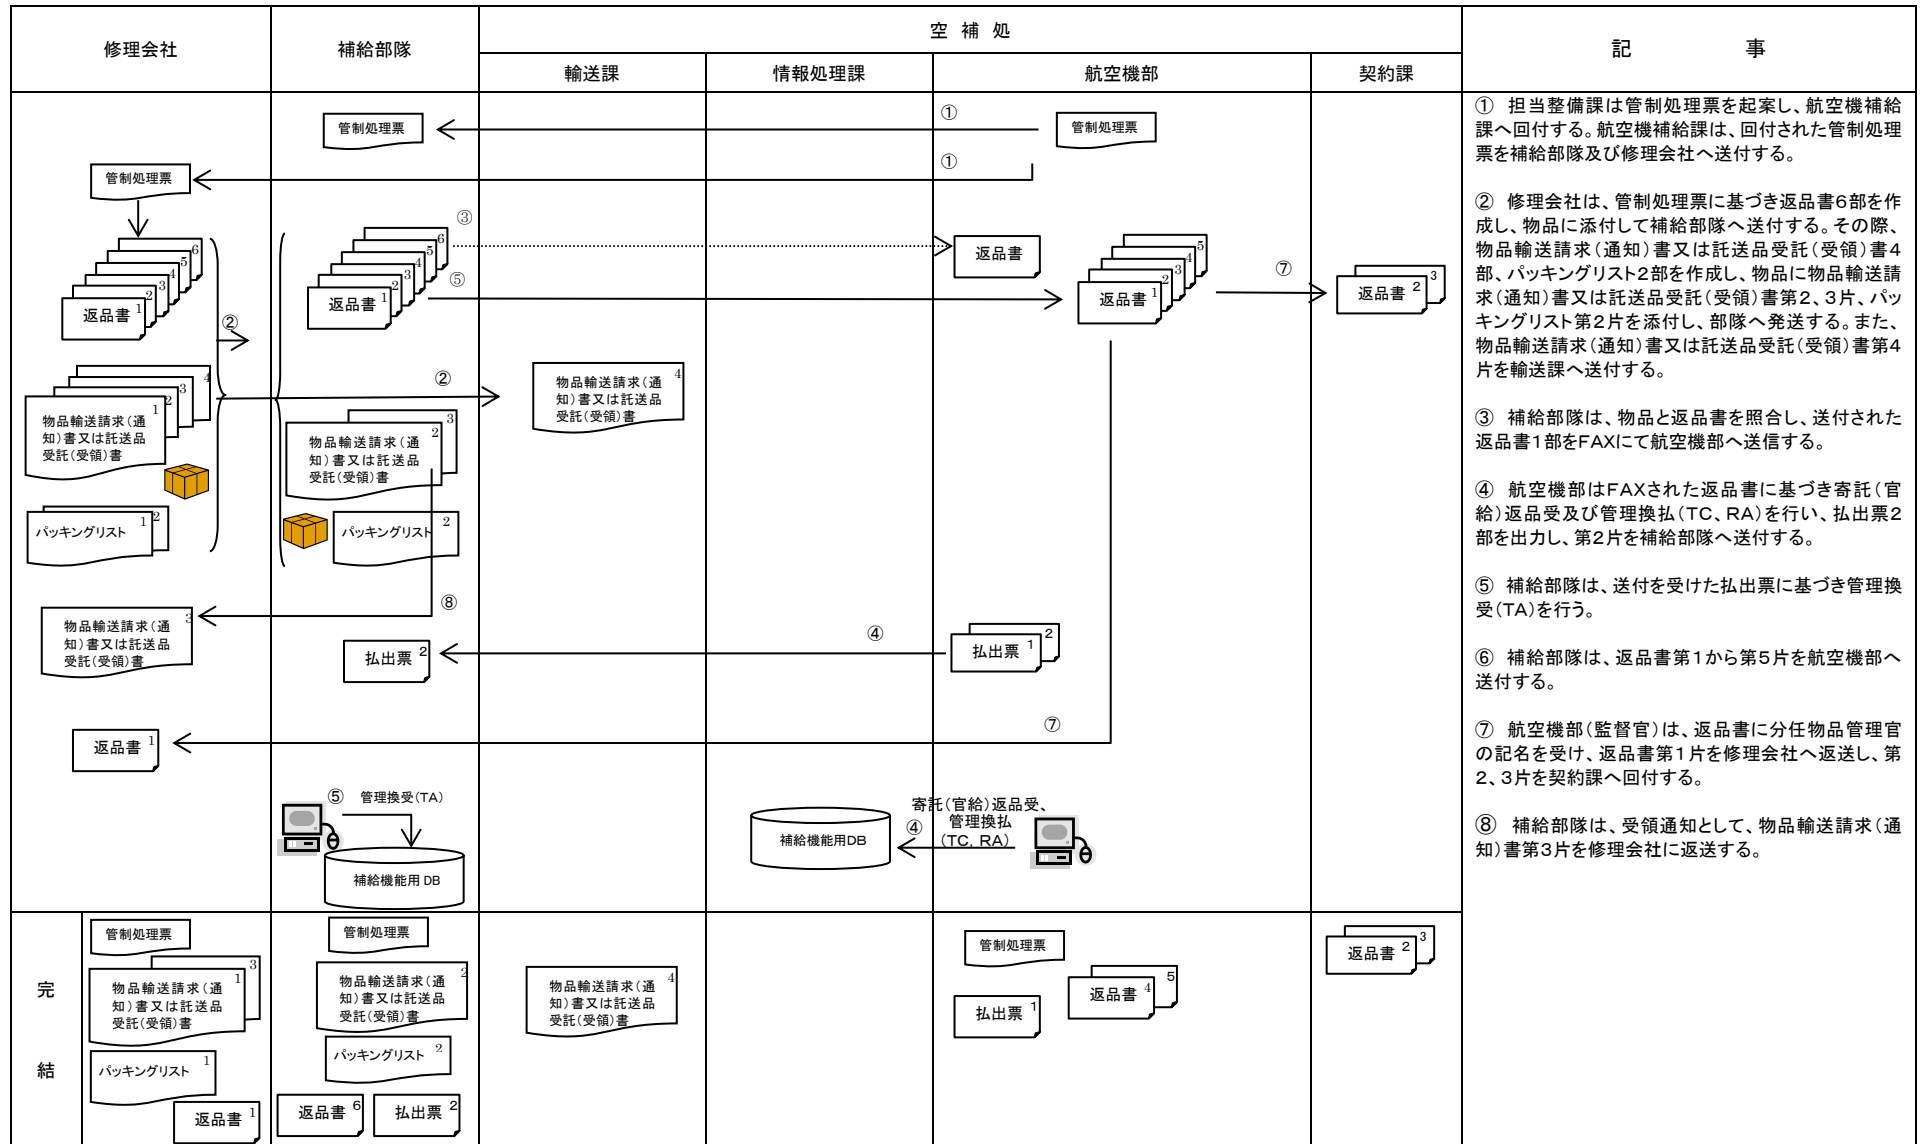 修理会社
補給部隊
空 補 処
輸送課
情報処理課
航空機部
契約課
記 事
管制処理票
①
管制処理票
①
管制処理票
6
5
4
3
2
返品書 1
②
③
6
5
4
3
2
返品書 1
⑤
返品書
5
4
3
2
返品書 1
⑦
3
返品書 2
4
3
2
1
物品輸送請求(通
知)書又は託送品
受託(受領)書
②
3
2
物品輸送請求(通
知)書又は託送品
受託(受領)書
4
物品輸送請求(通
知)書又は託送品
受託(受領)書
パッキングリスト 1 2
パッキングリスト 2
⑧
3
物品輸送請求(通
知)書又は託送品
受託(受領)書
払出票 2
④
2
払出票 1
返品書 1
⑦
⑤ 管理換受(TA)
補給機能用 DB
補給機能用DB
寄託(官給)返品受、
管理換払
④ (TC, RA)
① 担当整備課は管制処理票を起案し、航空機補給
課へ回付する。航空機補給課は、回付された管制処理
票を補給部隊及び修理会社へ送付する。
② 修理会社は、管制処理票に基づき返品書6部を作
成し、物品に添付して補給部隊へ送付する。その際、
物品輸送請求(通知)書又は託送品受託(受領)書4
部、パッキングリスト2部を作成し、物品に物品輸送請
求(通知)書又は託送品受託(受領)書第2、3片、パッ
キングリスト第2片を添付し、部隊へ発送する。また、
物品輸送請求(通知)書又は託送品受託(受領)書第4
片を輸送課へ送付する。
③ 補給部隊は、物品と返品書を照合し、送付された
返品書1部をFAXにて航空機部へ送信する。
④ 航空機部はFAXされた返品書に基づき寄託(官
給)返品受及び管理換払(TC、RA)を行い、払出票2
部を出力し、第2片を補給部隊へ送付する。
⑤ 補給部隊は、送付を受けた払出票に基づき管理換
受(TA)を行う。
⑥ 補給部隊は、返品書第1から第5片を航空機部へ
送付する。
⑦ 航空機部(監督官)は、返品書に分任物品管理官
の記名を受け、返品書第1片を修理会社へ返送し、第
2、3片を契約課へ回付する。
⑧ 補給部隊は、受領通知として、物品輸送請求(通
知)書第3片を修理会社に返送する。
完
結
管制処理票
3
1
物品輸送請求(通
知)書又は託送品
受託(受領)書
パッキングリスト 1
返品書 1
管制処理票
2
物品輸送請求(通
知)書又は託送品
受託(受領)書
パッキングリスト 2
返品書 6
払出票 2
4
物品輸送請求(通
知)書又は託送品
受託(受領)書
管制処理票
払出票 1
5
返品書 4
3
返品書 2